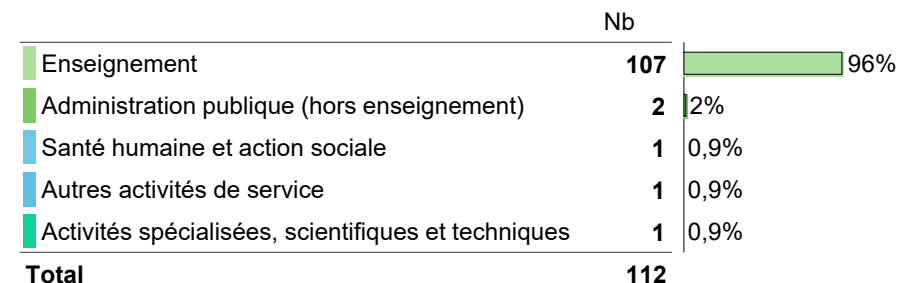 Nb
Enseignement 107 96%
Administration publique (hors enseignement) 2 2%
Santé humaine et action sociale 1 0,9%
Autres activités de service 1 0,9%
Activités spécialisées, scientifiques et techniques 1 0,9%
Total 112